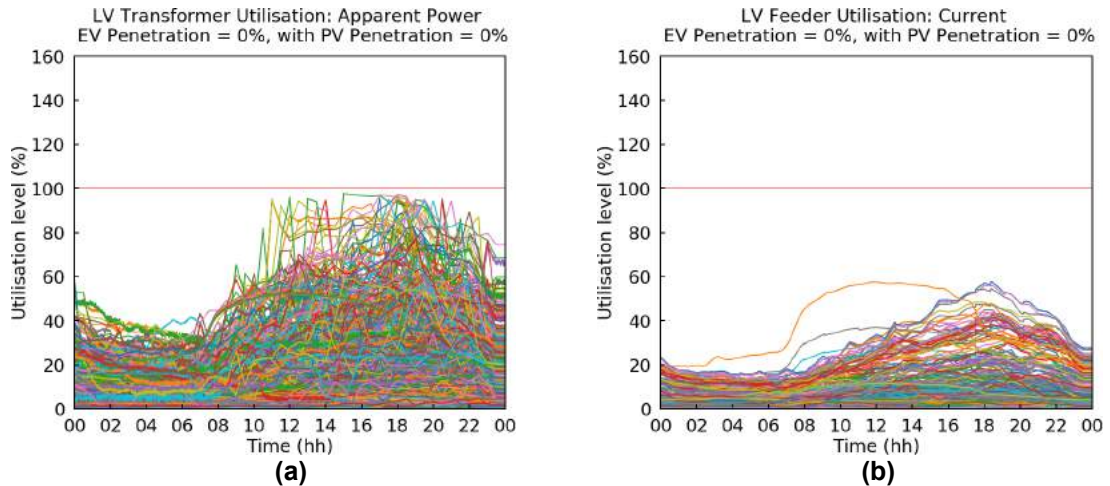 LV Transformer Utilisation: Apparent Power
EV Penetration = 0%, with PV Penetration = 0%
160
140
120
100
80
60
40
20
0
Utilisation level (%)
00 02 04 06 08 10 12 14 16 18 20 22 00
Time (hh)
(a)
LV Feeder Utilisation: Current
EV Penetration = 0%, with PV Penetration = 0%
160
140
120
100
80
60
40
20
0
Utilisation level (%)
00 02 04 06 08 10 12 14 16 18 20 22 00
Time (hh)
(b)